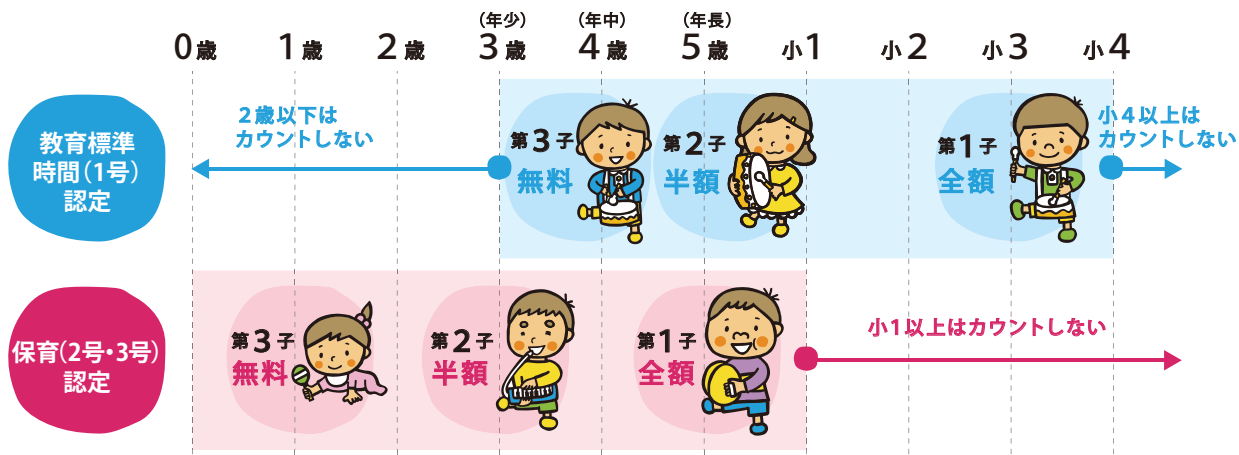 （年少）
（年中）
（年長）
0歳
1歳
2歳
3歳
4歳
5歳
小1
小2
小3
小4
教育標準
時間（1号）
認定
２歳以下は
カウントしない
第3子
無料
第2子
半額
第1子
全額
小４以上は
カウントしない
保育（2号・3号）
認定
第3子
無料
第2子
半額
第1子
全額
小１以上はカウントしない